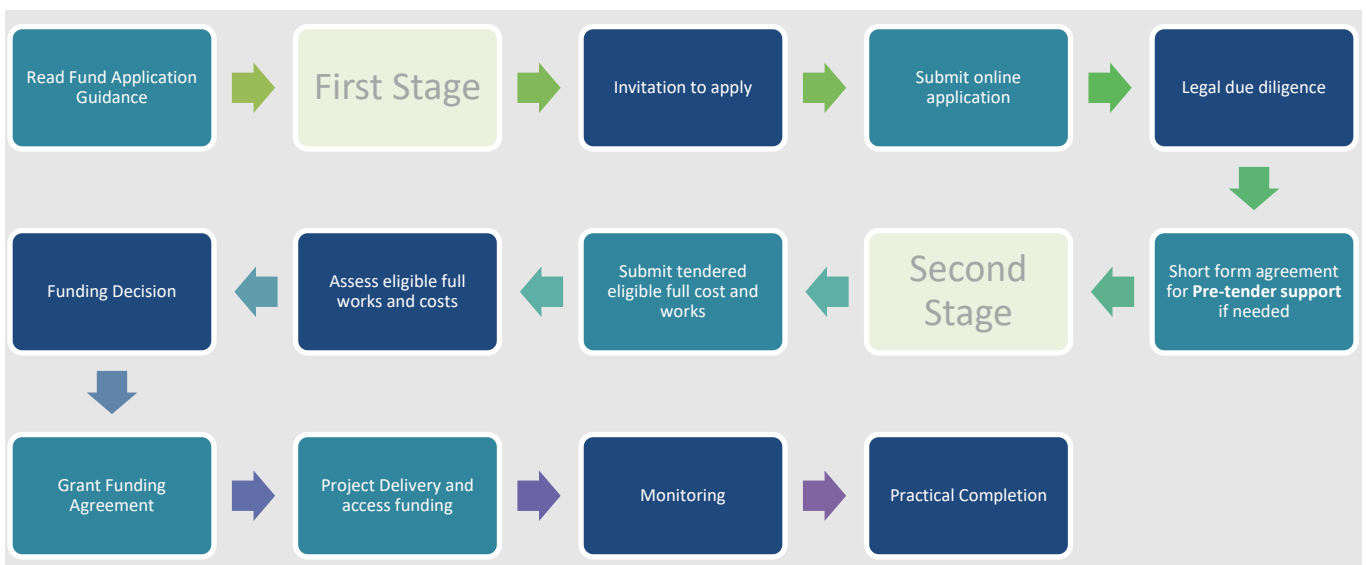 Read Fund Application
Guidance
First Stage
Invitation to apply
Submit online
application
Legal due diligence
Short form agreement
for Pre-tender support
if needed
Second
Stage
Submit tendered
eligible full cost and
works
Assess eligible full
works and costs
Funding Decision
Grant Funding
Agreement
Project Delivery and
access funding
Monitoring
Practical Completion